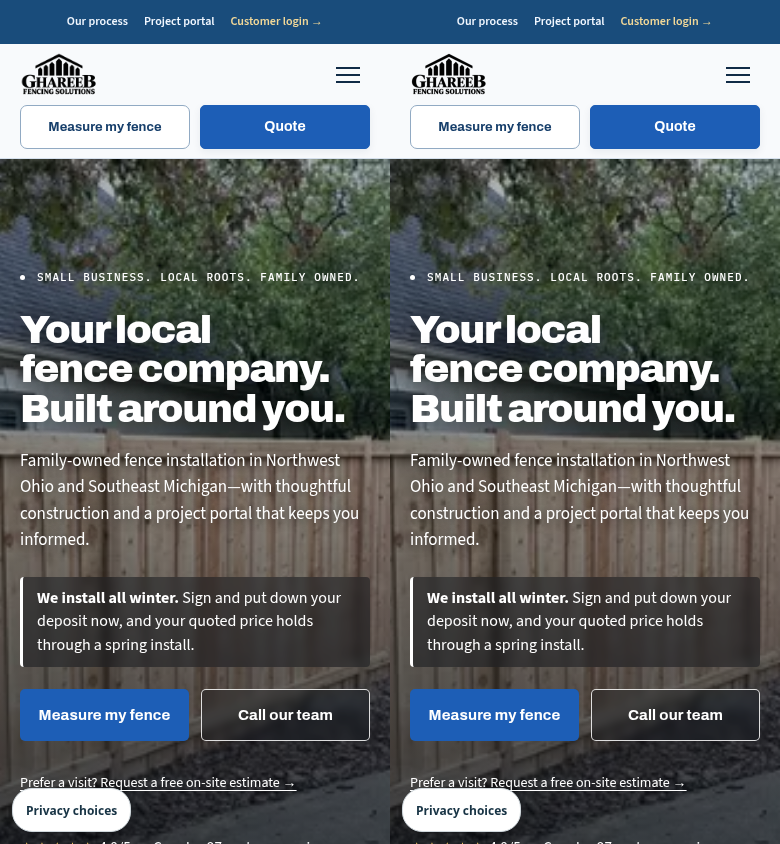 Our process Project portal Customer login →
GHAREEB
FENCING SOLUTIONS
Measure my fence Quote
SMALL BUSINESS. LOCAL ROOTS. FAMILY OWNED.
Your local
fence company.
Built around you.
Family-owned fence installation in Northwest
Ohio and Southeast Michigan—with thoughtful
construction and a project portal that keeps you
informed.
We install all winter. Sign and put down your
deposit now, and your quoted price holds
through a spring install.
Measure my fence Call our team
Prefer a visit? Request a free on-site estimate →
Privacy choices
Our process Project portal Customer login →
GHAREEB
FENCING SOLUTIONS
Measure my fence Quote
SMALL BUSINESS. LOCAL ROOTS. FAMILY OWNED.
Your local
fence company.
Built around you.
Family-owned fence installation in Northwest
Ohio and Southeast Michigan—with thoughtful
construction and a project portal that keeps you
informed.
We install all winter. Sign and put down your
deposit now, and your quoted price holds
through a spring install.
Measure my fence Call our team
Prefer a visit? Request a free on-site estimate →
Privacy choices